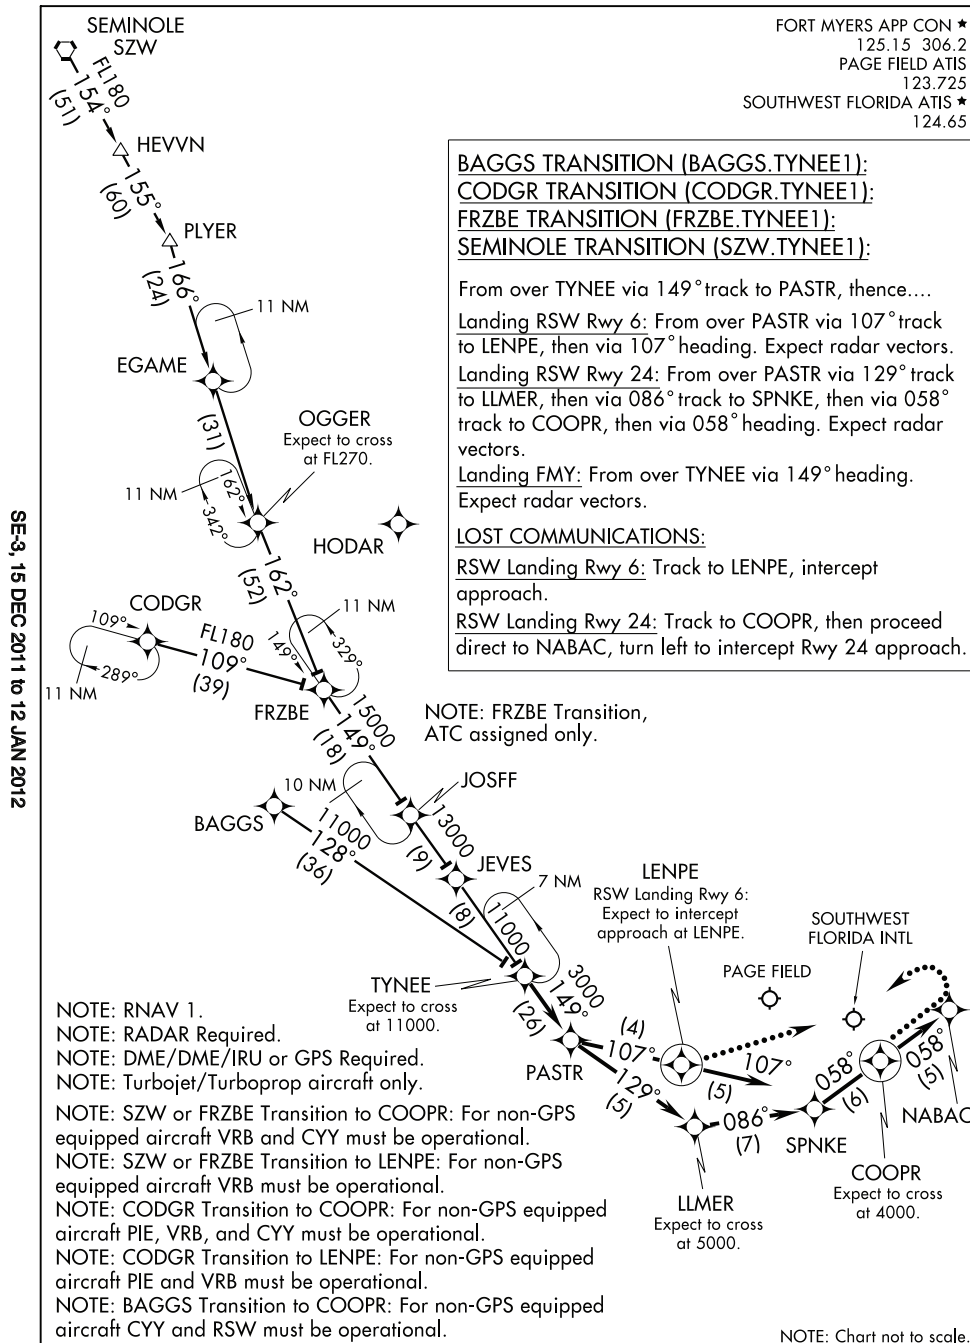 SEMINOLE
SZW
FL180
154°
(51)
HEVVN
155°
(60)
PLYER
166°
(24)
11 NM
EGAME
(31)
OGGER
Expect to cross
at FL270.
11 NM
162°
342°
HODAR
162°
(52)
CODGR
109°
289°
11 NM
FL180
109°
(39)
11 NM
149°
329°
FRZBE
15000
149°
(18)
NOTE: FRZBE Transition,
ATC assigned only.
10 NM
JOSFF
BAGGS
11000
128°
(36)
13000
(9)
JEVES
7 NM
11000
(8)
TYNEE
Expect to cross
at 11000.
3000
149°
(26)
PASTR
LENPE
RSW Landing Rwy 6:
Expect to intercept
approach at LENPE.
PAGE FIELD
SOUTHWEST
FLORIDA INTL
(4)
107°
107°
(5)
129°
(5)
LLMER
Expect to cross
at 5000.
086°
(7)
SPNKE
058°
(6)
COOPR
Expect to cross
at 4000.
058°
(5)
NABAC
FORT MYERS APP CON ★
125.15 306.2
PAGE FIELD ATIS
123.725
SOUTHWEST FLORIDA ATIS ★
124.65
BAGGS TRANSITION (BAGGS.TYNEE1):
CODGR TRANSITION (CODGR.TYNEE1):
FRZBE TRANSITION (FRZBE.TYNEE1):
SEMINOLE TRANSITION (SZW.TYNEE1):
From over TYNEE via 149° track to PASTR, thence....
Landing RSW Rwy 6: From over PASTR via 107° track
to LENPE, then via 107° heading. Expect radar vectors.
Landing RSW Rwy 24: From over PASTR via 129° track
to LLMER, then via 086° track to SPNKE, then via 058°
track to COOPR, then via 058° heading. Expect radar
vectors.
Landing FMY: From over TYNEE via 149° heading.
Expect radar vectors.
LOST COMMUNICATIONS:
RSW Landing Rwy 6: Track to LENPE, intercept
approach.
RSW Landing Rwy 24: Track to COOPR, then proceed
direct to NABAC, turn left to intercept Rwy 24 approach.
NOTE: RNAV 1.
NOTE: RADAR Required.
NOTE: DME/DME/IRU or GPS Required.
NOTE: Turbojet/Turboprop aircraft only.
NOTE: SZW or FRZBE Transition to COOPR: For non-GPS
equipped aircraft VRB and CYY must be operational.
NOTE: SZW or FRZBE Transition to LENPE: For non-GPS
equipped aircraft VRB must be operational.
NOTE: CODGR Transition to COOPR: For non-GPS equipped
aircraft PIE, VRB, and CYY must be operational.
NOTE: CODGR Transition to LENPE: For non-GPS equipped
aircraft PIE and VRB must be operational.
NOTE: BAGGS Transition to COOPR: For non-GPS equipped
aircraft CYY and RSW must be operational.
NOTE: Chart not to scale.
SE-3, 15 DEC 2011 to 12 JAN 2012